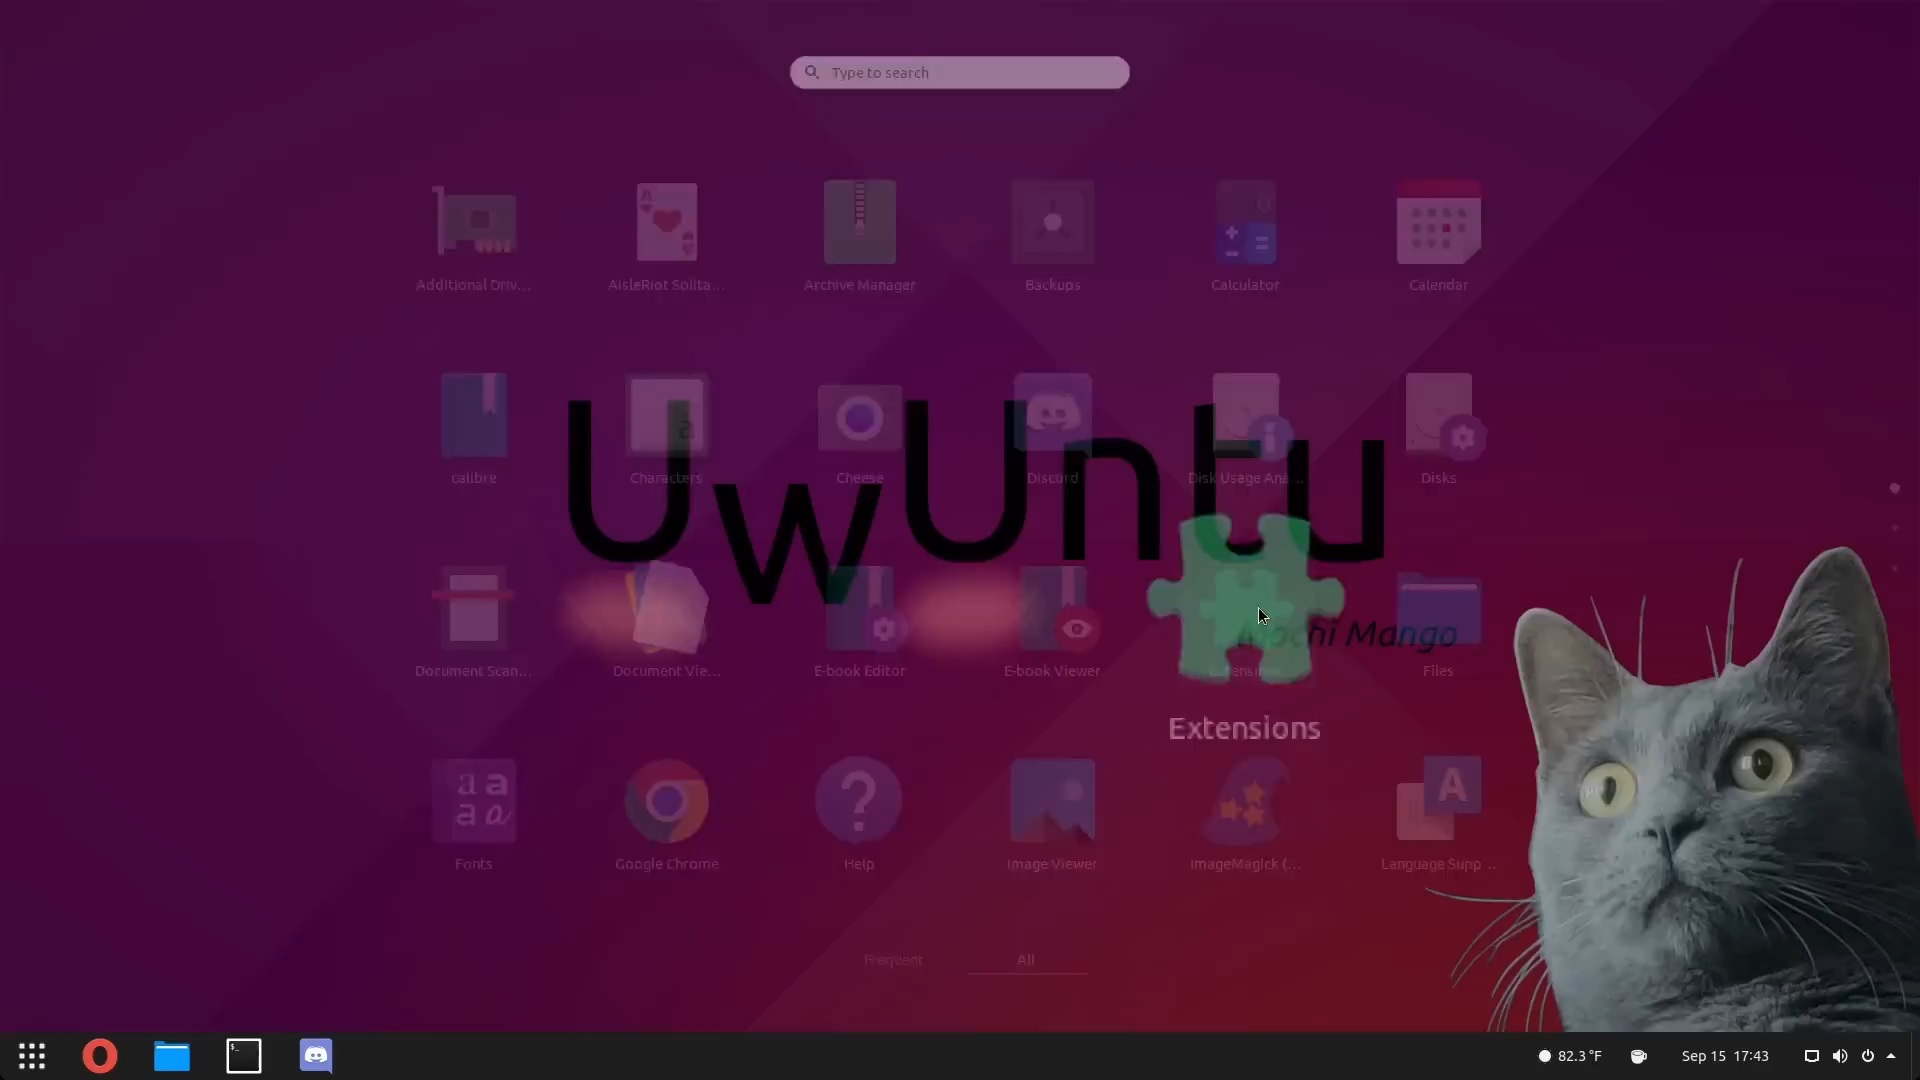 Type to search
Additional Driv...
AisleRiot Solita...
Archive Manager
Backups
Calculator
Calendar
calibre
Characters
Cheese
Discord
Disk Usage Ana...
Disks
UwUntu
Mochi Mango
Document Scan...
Document Vie...
E-book Editor
E-book Viewer
Files
Extensions
Fonts
Google Chrome
Help
Image Viewer
ImageMagick (...
Language Supp...
Frequent
All
82.3 °F
Sep 15 17:43